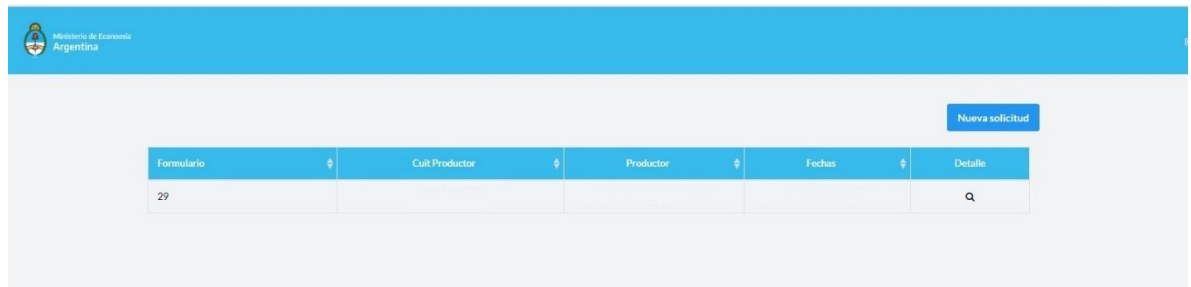 Ministerio de Economía
Argentina
Nueva solicitud
Formulario Cuit Productor Productor Fechas Detalle
29